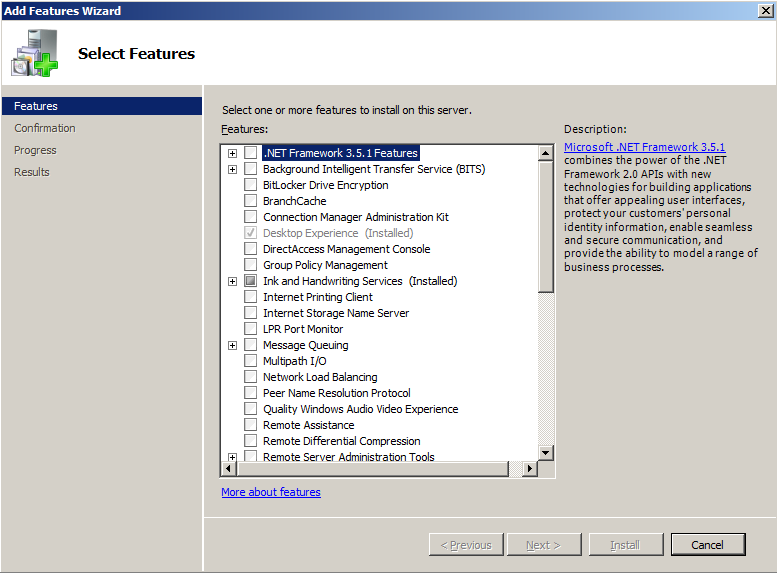 Add Features Wizard
Select Features
Features
Confirmation
Progress
Results
Select one or more features to install on this server.
Features:
.NET Framework 3.5.1 Features
Background Intelligent Transfer Service (BITS)
BitLocker Drive Encryption
BranchCache
Connection Manager Administration Kit
Desktop Experience (Installed)
DirectAccess Management Console
Group Policy Management
Ink and Handwriting Services (Installed)
Internet Printing Client
Internet Storage Name Server
LPR Port Monitor
Message Queuing
Multipath I/O
Network Load Balancing
Peer Name Resolution Protocol
Quality Windows Audio Video Experience
Remote Assistance
Remote Differential Compression
Remote Server Administration Tools
More about features
Description:
Microsoft .NET Framework 3.5.1
combines the power of the .NET
Framework 2.0 APIs with new
technologies for building applications
that offer appealing user interfaces,
protect your customers' personal
identity information, enable seamless
and secure communication, and
provide the ability to model a range of
business processes.
< Previous
Next >
Install
Cancel